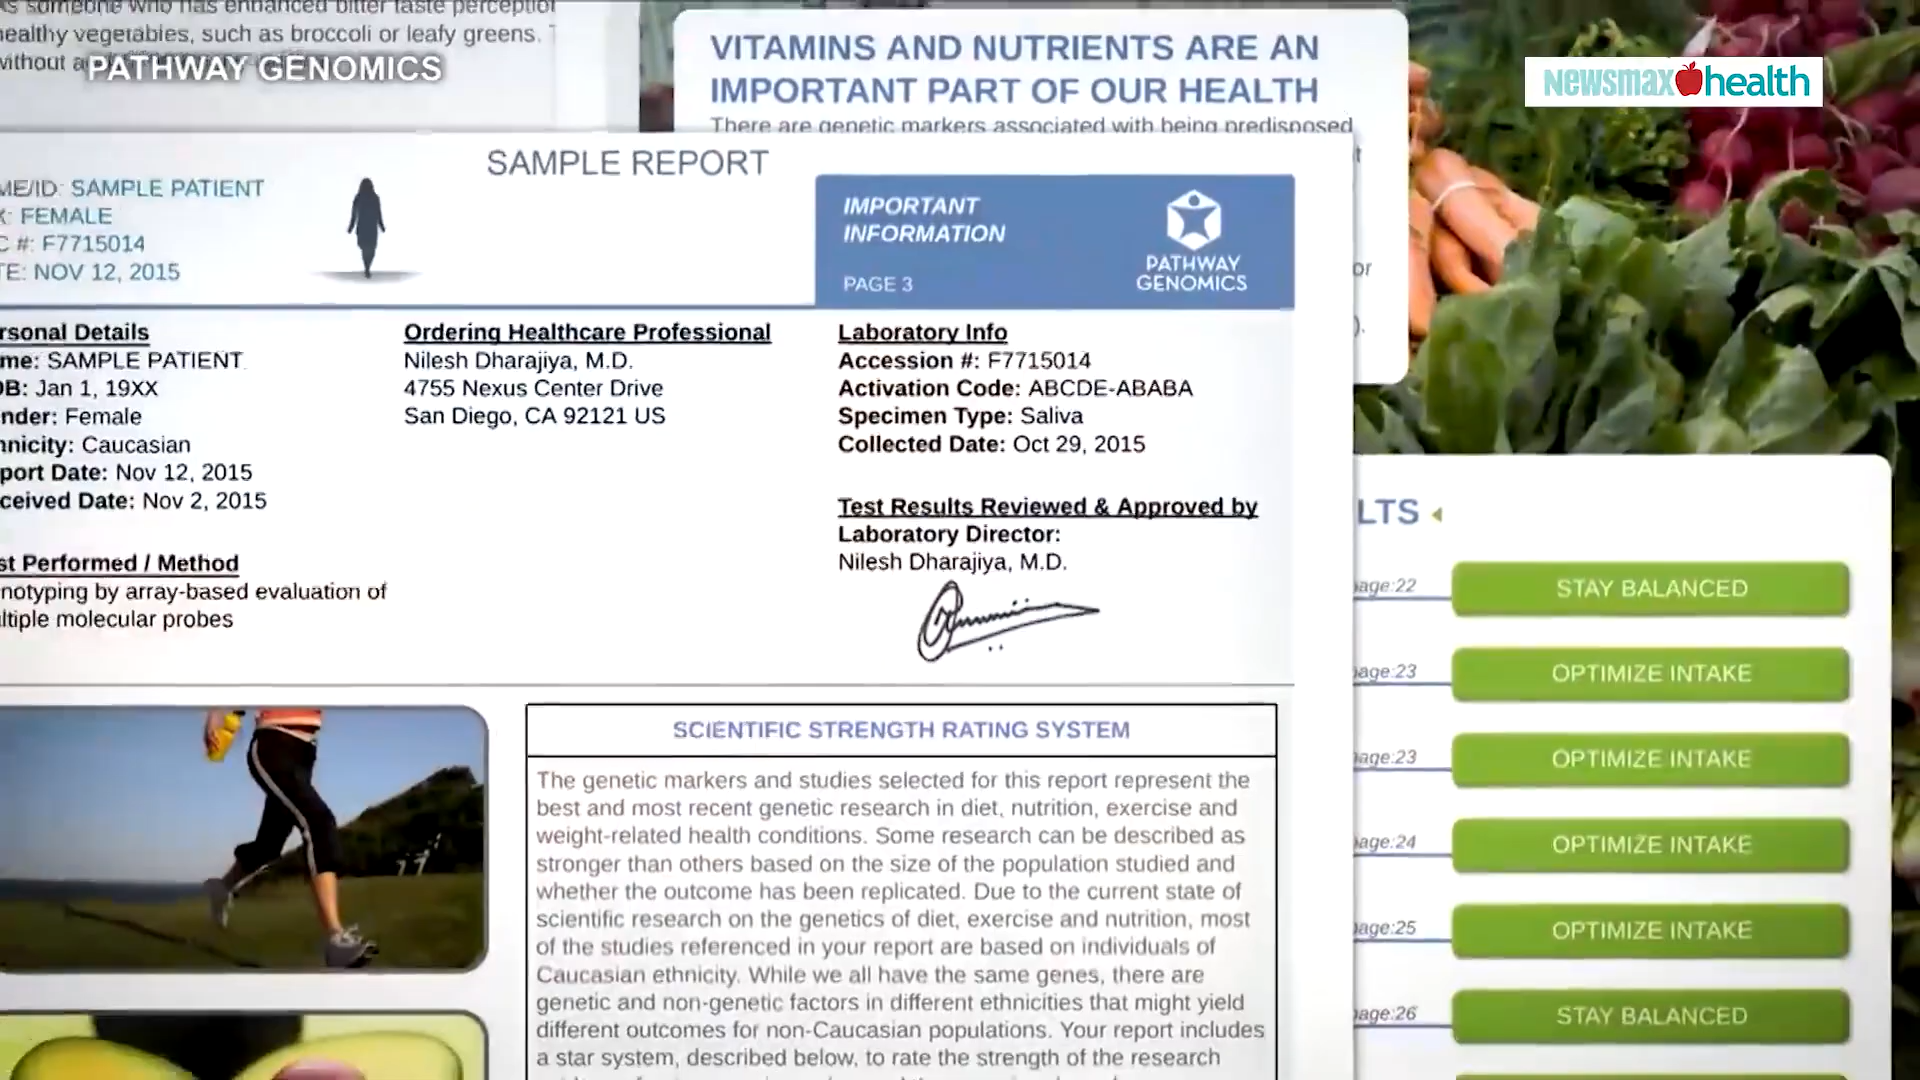 As someone who has enhanced bitter taste perception
healthy vegetables, such as broccoli or leafy greens.
without
PATHWAY GENOMICS
VITAMINS AND NUTRIENTS ARE AN
IMPORTANT PART OF OUR HEALTH
There are genetic markers associated with being predisposed
newsmax health
SAMPLE REPORT
ME/ID: SAMPLE PATIENT
X: FEMALE
C #: F7715014
TE: NOV 12, 2015
IMPORTANT
INFORMATION
PAGE 3
PATHWAY
GENOMICS
or
).
rsonal Details
me: SAMPLE PATIENT
OB: Jan 1, 19XX
nder: Female
hnicity: Caucasian
port Date: Nov 12, 2015
ceived Date: Nov 2, 2015
st Performed / Method
notyping by array-based evaluation of
ltiple molecular probes
Ordering Healthcare Professional
Nilesh Dharajiya, M.D.
4755 Nexus Center Drive
San Diego, CA 92121 US
Laboratory Info
Accession #: F7715014
Activation Code: ABCDE-ABABA
Specimen Type: Saliva
Collected Date: Oct 29, 2015
Test Results Reviewed & Approved by
Laboratory Director:
Nilesh Dharajiya, M.D.
SCIENTIFIC STRENGTH RATING SYSTEM
The genetic markers and studies selected for this report represent the
best and most recent genetic research in diet, nutrition, exercise and
weight-related health conditions. Some research can be described as
stronger than others based on the size of the population studied and
whether the outcome has been replicated. Due to the current state of
scientific research on the genetics of diet, exercise and nutrition, most
of the studies referenced in your report are based on individuals of
Caucasian ethnicity. While we all have the same genes, there are
genetic and non-genetic factors in different ethnicities that might yield
different outcomes for non-Caucasian populations. Your report includes
a star system, described below, to rate the strength of the research
LTS
page:22 STAY BALANCED
page:23 OPTIMIZE INTAKE
page:23 OPTIMIZE INTAKE
page:24 OPTIMIZE INTAKE
page:25 OPTIMIZE INTAKE
page:26 STAY BALANCED